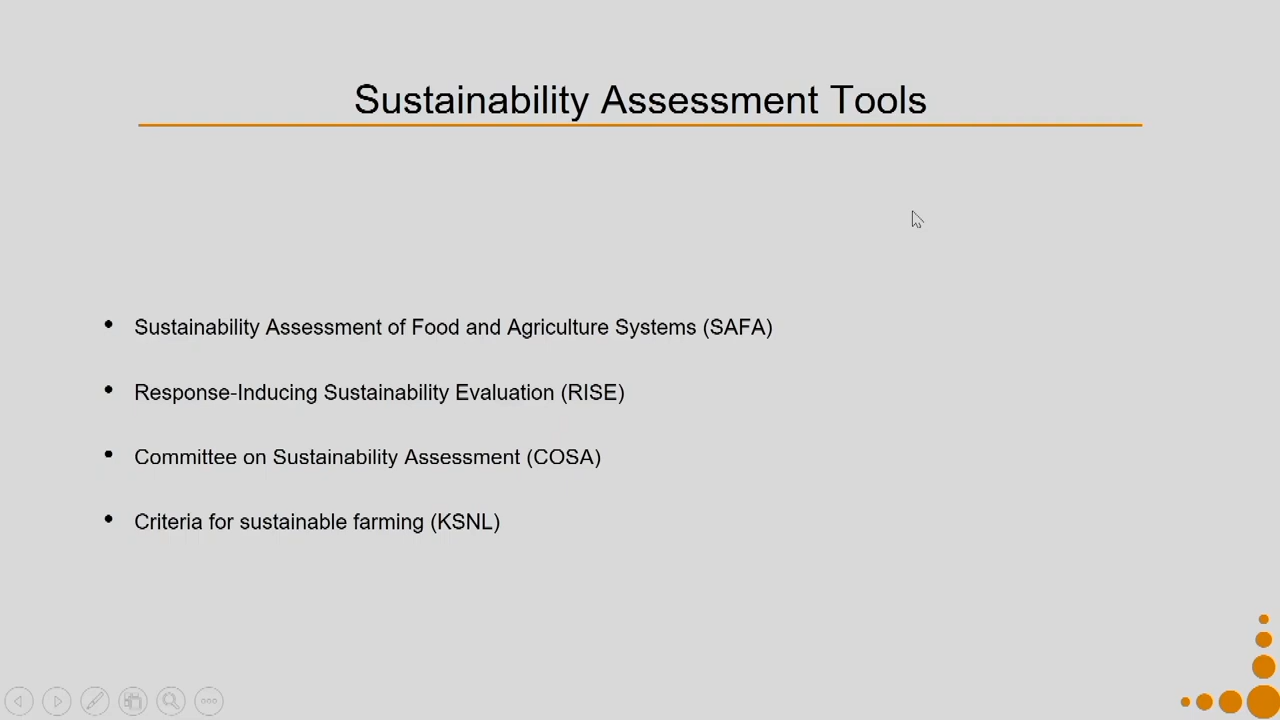 Sustainability Assessment Tools
• Sustainability Assessment of Food and Agriculture Systems (SAFA)
• Response-Inducing Sustainability Evaluation (RISE)
• Committee on Sustainability Assessment (COSA)
• Criteria for sustainable farming (KSNL)